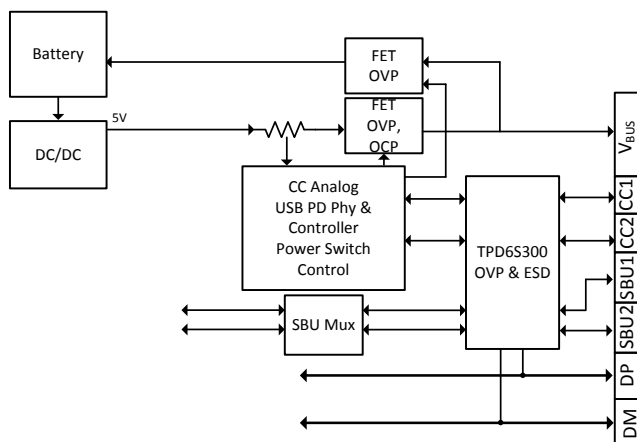 Battery
FET
OVP
5V
DC/DC
FET
OVP,
OCP
VBUS
CC Analog
USB PD Phy &
Controller
Power Switch
Control
TPD6S300
OVP & ESD
CC1
CC2
SBU1
SBU2
SBU Mux
DP
DM